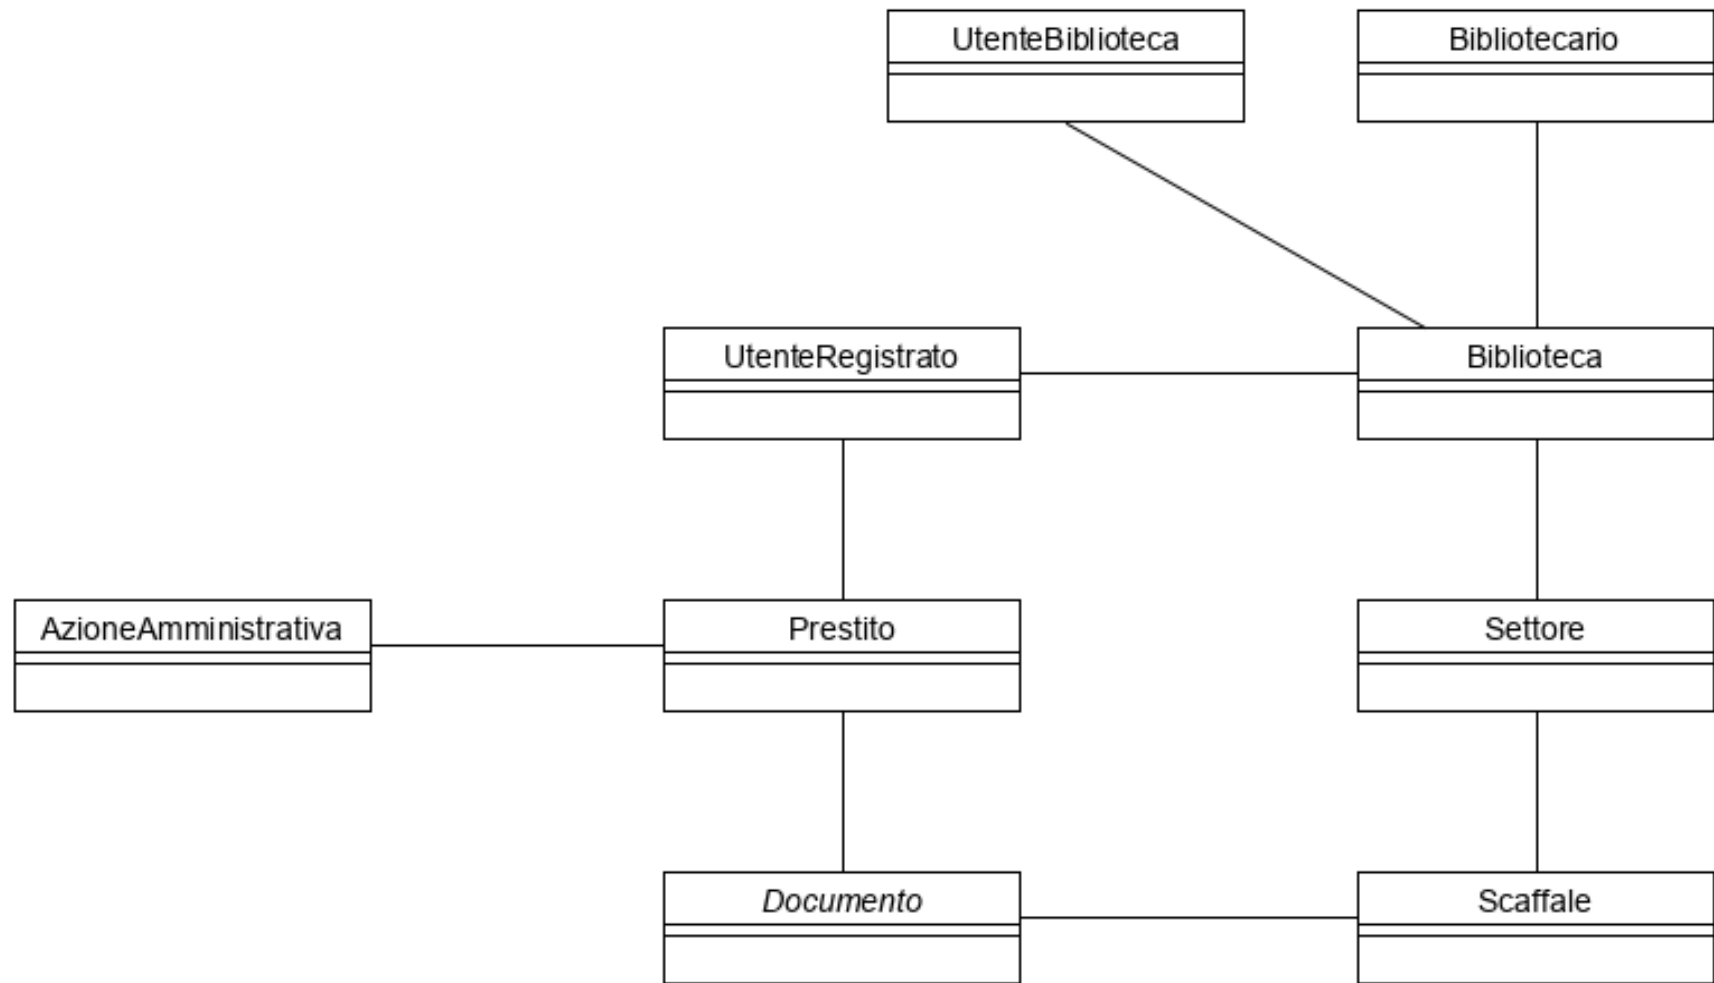 UtenteBiblioteca
Bibliotecario
UtenteRegistrato
Biblioteca
AzioneAmministrativa
Prestito
Settore
Documento
Scaffale